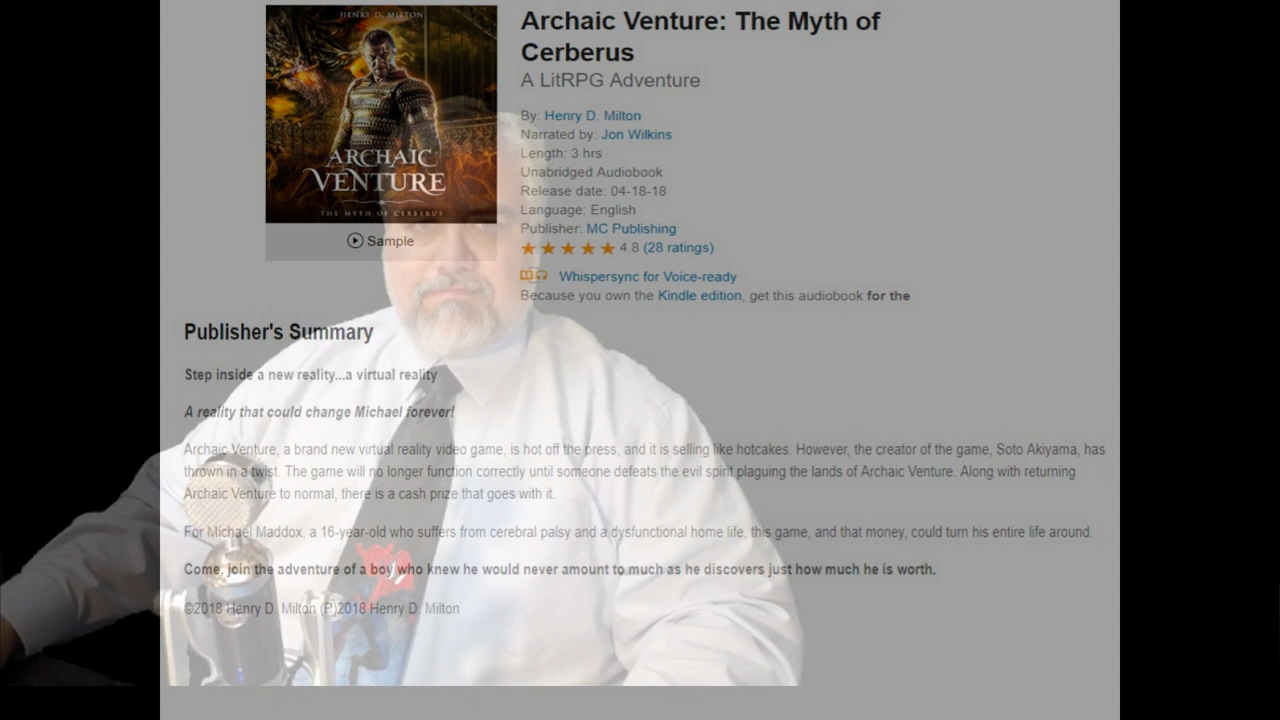 HENRY D. MILTON
ARCHAIC
VENTURE
THE MYTH OF CERBERUS
Sample
Archaic Venture: The Myth of
Cerberus
A LitRPG Adventure
By: Henry D. Milton
Narrated by: Jon Wilkins
Length: 3 hrs
Unabridged Audiobook
Release date: 04-18-18
Language: English
Publisher: MC Publishing
4.8 (28 ratings)
Whispersync for Voice-ready
Because you own the Kindle edition, get this audiobook for the
Publisher's Summary
Step inside a new reality...a virtual reality
A reality that could change Michael forever!
Archaic Venture, a brand new virtual reality video game, is hot off the press, and it is selling like hotcakes. However, the creator of the game, Soto Akiyama, has
thrown in a twist. The game will no longer function correctly until someone defeats the evil spirit plaguing the lands of Archaic Venture. Along with returning
Archaic Venture to normal, there is a cash prize that goes with it.
For Michael Maddox, a 16-year-old who suffers from cerebral palsy and a dysfunctional home life, this game, and that money, could turn his entire life around.
Come, join the adventure of a boy who knew he would never amount to much as he discovers just how much he is worth.
©2018 Henry D. Milton (P)2018 Henry D. Milton